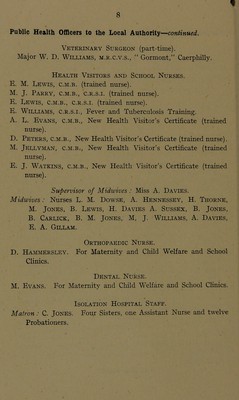 8
Public Health Officers to the Local Authority—continued.
Veterinary Surgeon (part-time).
Major W. D. Williams, m.r.c.v.s., " Gormont," Caerphilly.
Health Visitors and School Nurses.
E. M. Lewis, c.m.b. (trained nurse).
M. J. Parry, c.m.b., c.r.s.i. (trained nurse).
E. Lewis, c.m.b., c.r.s.i. (trained nurse).
E. Williams, c.r.s.i., Fever and Tuberculosis Training.
A. L. Evans, c.m.b., New Health Visitor's Certificate (trained
nurse).
D. Peters, c.m.b., New Health Visitor's Certificate (trained nurse).
M. Jellyman, c.m.b., New Health Visitor's Certificate (trained
nurse).
E. J. Watkins, c.m.b., New Health Visitor's Certificate (trained
nurse).
Supervisor of Midwives : Miss A. Davies.
Midwives : Nurses L. M. Dowse, A. Hennessey, H. Thorne,
M. Jones, B. Lewis, H. Davies A. Sussex, B. Jones,
B. Carlick, B. M. Jones, M. J. Williams, A. Davies,
E. A. Gillam.
Orthopaedic Nurse.
D. Hammersley. For Maternity and Child Welfare and School
Clinics.
Dental Nurse.
M. Evans. For Maternity and Child Welfare and School Clinics.
Isolation Hospital Staff.
Matron : C. Jones. Four Sisters, one Assistant Nurse and twelve
Probationers.